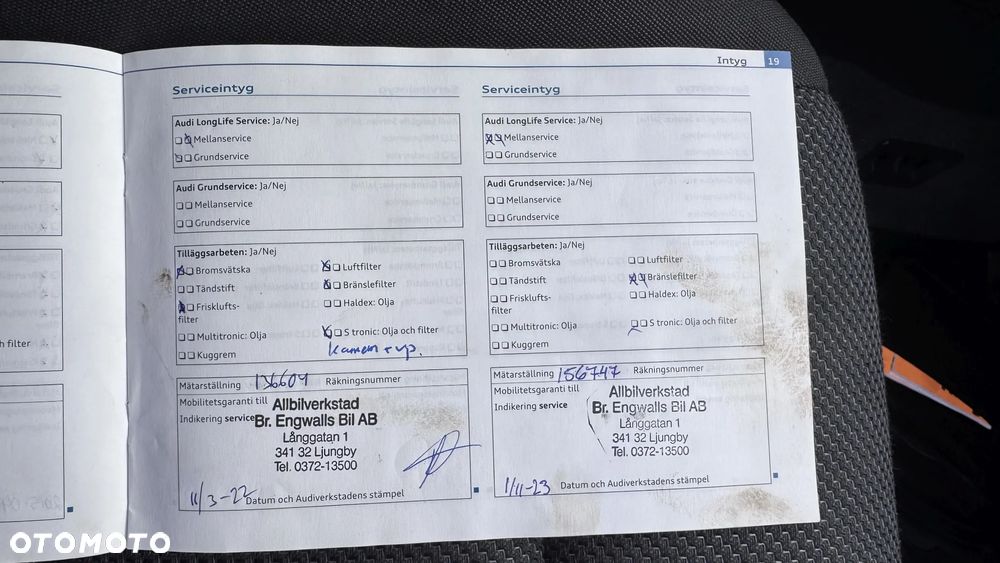 Intyg 19
Serviceintyg
Audi LongLife Service: Ja/Nej
Mellanservice
Grundservice
Audi Grundservice: Ja/Nej
Mellanservice
Grundservice
Tilläggsarbeten: Ja/Nej
Bromsvätska
Luftfilter
Tändstift
Bränslefilter
Frisklufts-
filter
Haldex: Olja
Multitronic: Olja
S tronic: Olja och filter
Kuggrem
Kamrem + vp.
Mätarställning 136604 Räkningsnummer
Mobilitetsgaranti till
Indikering service
Allbilverkstad
Br. Engwalls Bil AB
Långgatan 1
341 32 Ljungby
Tel. 0372-13500
11/3-22
Datum och Audiverkstadens stämpel
Serviceintyg
Audi LongLife Service: Ja/Nej
Mellanservice
Grundservice
Audi Grundservice: Ja/Nej
Mellanservice
Grundservice
Tilläggsarbeten: Ja/Nej
Bromsvätska
Luftfilter
Tändstift
Bränslefilter
Frisklufts-
filter
Haldex: Olja
Multitronic: Olja
S tronic: Olja och filter
Kuggrem
Mätarställning 156747 Räkningsnummer
Mobilitetsgaranti till
Indikering service
Allbilverkstad
Br. Engwalls Bil AB
Långgatan 1
341 32 Ljungby
Tel. 0372-13500
1/11-23
Datum och Audiverkstadens stämpel
och filter
OTOMOTO